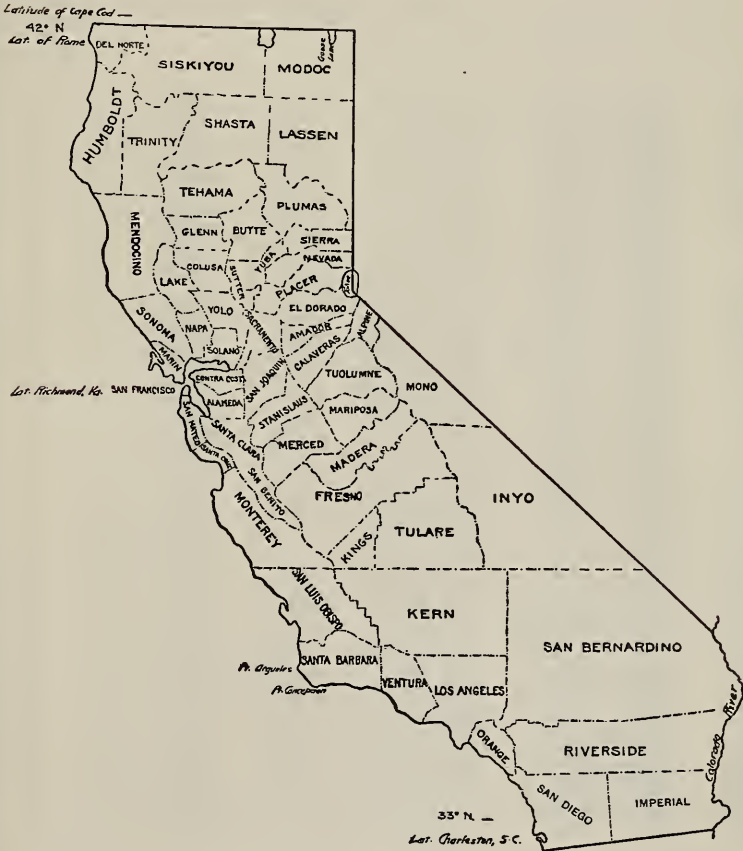 Latitude of Cape Cod
42° N
Lat. of Rome
DEL NORTE
SISKIYOU
MODOC
Goose Lake
HUMBOLDT
TRINITY
SHASTA
LASSEN
TEHAMA
PLUMAS
MENDOCINO
GLENN
BUTTE
SIERRA
NEVADA
YUBA
COLUSA
LAKE
SUTTER
PLACER
EL DORADO
YOLO
SONOMA
NAPA
SACRAMENTO
AMADOR
ALPINE
SOLANO
CALAVERAS
MARIN
CONTRA COST
SAN JOAQUIN
TUOLUMNE
MONO
Lat. Richmond, Va. SAN FRANCISCO
ALAMEDA
STANISLAUS
MARIPOSA
SAN MATEO
SANTA CLARA
SANTA CRUZ
MERCED
MADERA
SAN BENITO
FRESNO
INYO
MONTEREY
KINGS
TULARE
SAN LUIS OBISPO
KERN
SAN BERNARDINO
SANTA BARBARA
Pt. Arguello
Pt. Concepcion
VENTURA
LOS ANGELES
Colorado River
ORANGE
RIVERSIDE
SAN DIEGO
IMPERIAL
33° N.
Lat. Charleston, S.C.